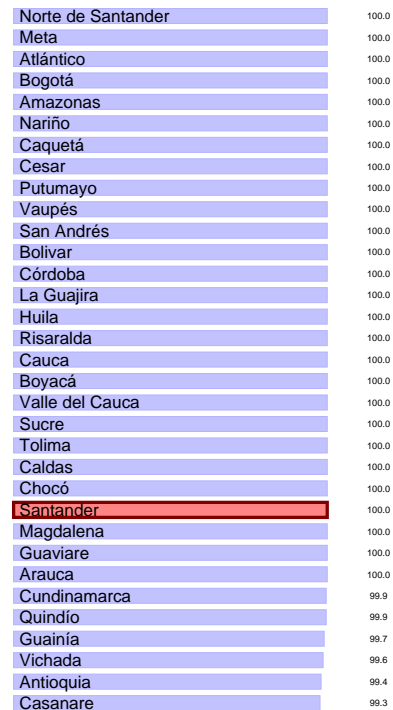 Norte de Santander 100.0
Meta 100.0
Atlántico 100.0
Bogotá 100.0
Amazonas 100.0
Nariño 100.0
Caquetá 100.0
Cesar 100.0
Putumayo 100.0
Vaupés 100.0
San Andrés 100.0
Bolivar 100.0
Córdoba 100.0
La Guajira 100.0
Huila 100.0
Risaralda 100.0
Cauca 100.0
Boyacá 100.0
Valle del Cauca 100.0
Sucre 100.0
Tolima 100.0
Caldas 100.0
Chocó 100.0
Santander 100.0
Magdalena 100.0
Guaviare 100.0
Arauca 100.0
Cundinamarca 99.9
Quindío 99.9
Guainía 99.7
Vichada 99.6
Antioquia 99.4
Casanare 99.3